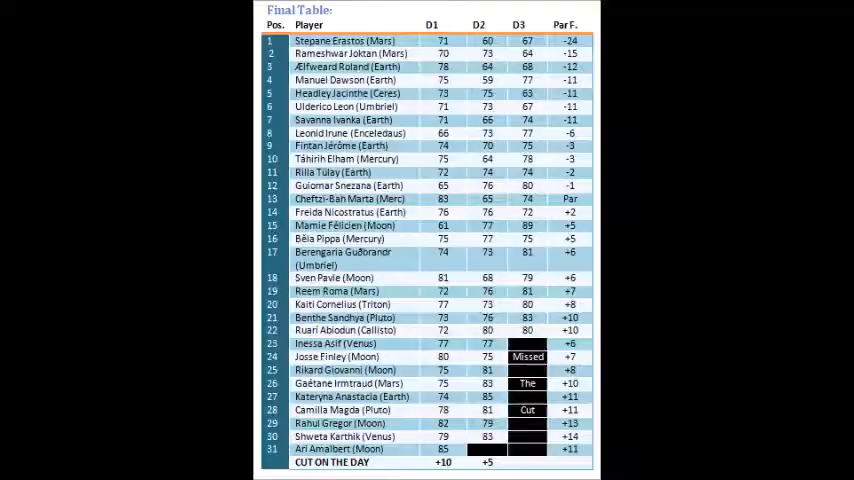 Final Table:
Pos. Player D1 D2 D3 Par F.
1 Stepane Erastos (Mars) 71 60 67 -24
2 Rameshwar Joktan (Mars) 70 73 64 -15
3 Ælfweard Roland (Earth) 78 64 68 -12
4 Manuel Dawson (Earth) 75 59 77 -11
5 Headley Jacinthe (Ceres) 73 75 63 -11
6 Ulderico Leon (Umbriel) 71 73 67 -11
7 Savanna Ivanka (Earth) 71 66 74 -11
8 Leonid Irune (Enceledaus) 66 73 77 -6
9 Fintan Jérôme (Earth) 74 70 75 -3
10 Táhirih Elham (Mercury) 75 64 78 -3
11 Rilla Tülay (Earth) 72 74 74 -2
12 Guiomar Snezana (Earth) 65 76 80 -1
13 Cheftzi-Bah Marta (Merc) 83 65 74 Par
14 Freida Nicostratus (Earth) 76 76 72 +2
15 Mamie Félicien (Moon) 61 77 89 +5
16 Běla Pippa (Mercury) 75 77 75 +5
17 Berengaria Guðbrandr 74 73 81 +6
(Umbriel)
18 Sven Pavle (Moon) 81 68 79 +6
19 Reem Roma (Mars) 72 76 81 +7
20 Kaiti Cornelius (Triton) 77 73 80 +8
21 Benthe Sandhya (Pluto) 73 76 83 +10
22 Ruarí Abiodun (Callisto) 72 80 80 +10
23 Inessa Asif (Venus) 77 77 +6
24 Josse Finley (Moon) 80 75 Missed +7
25 Rikard Giovanni (Moon) 75 81 +8
26 Gaétane Irmtraud (Mars) 75 83 The +10
27 Kateryna Anastacia (Earth) 74 85 +11
28 Camilla Magda (Pluto) 78 81 Cut +11
29 Rahul Gregor (Moon) 82 79 +13
30 Shweta Karthik (Venus) 79 83 +14
31 Ari Amalbert (Moon) 85 +11
CUT ON THE DAY +10 +5